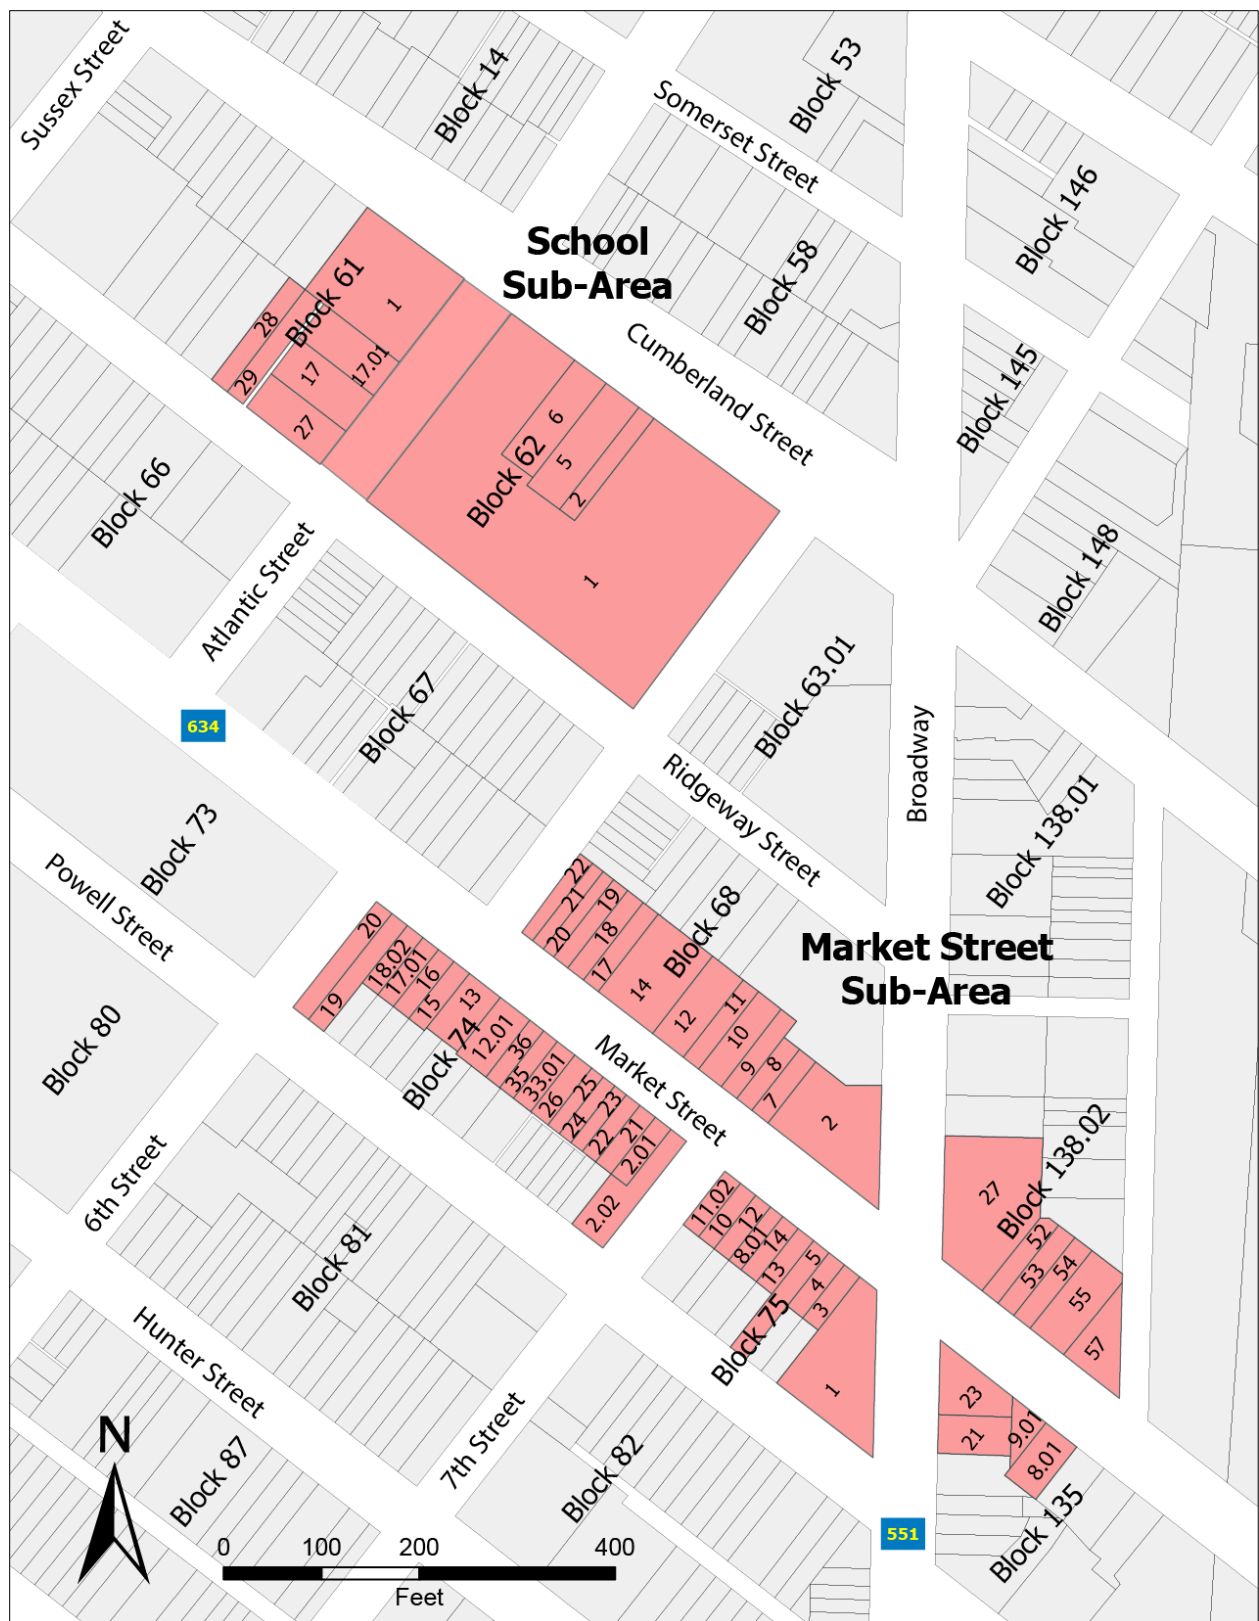 Sussex Street
Block 14
Block 53
Somerset Street
Block 146
School
Sub-Area
Block 58
Block 61
1
28
17.01
17
29
27
Cumberland Street
Block 145
6
5
2
Block 62
1
Block 66
Block 148
Atlantic Street
Block 67
Block 63.01
634
Broadway
Ridgeway Street
Block 138.01
Block 73
Powell Street
22
21
20
19
18
17
Block 68
14
12
11
10
9
8
7
2
Market Street
Sub-Area
20
19
18.02
17.01
16
15
13
12.01
Block 74
36
35
33.01
26
25
24
23
22
21
2.01
2.02
Market Street
Block 80
Block 138.02
27
52
53
54
55
57
6th Street
Block 81
11.02
10
12
8.01
14
13
5
4
3
Block 75
1
Hunter Street
23
21
9.01
8.01
Block 135
7th Street
Block 82
Block 87
N
551
0 100 200 400
Feet